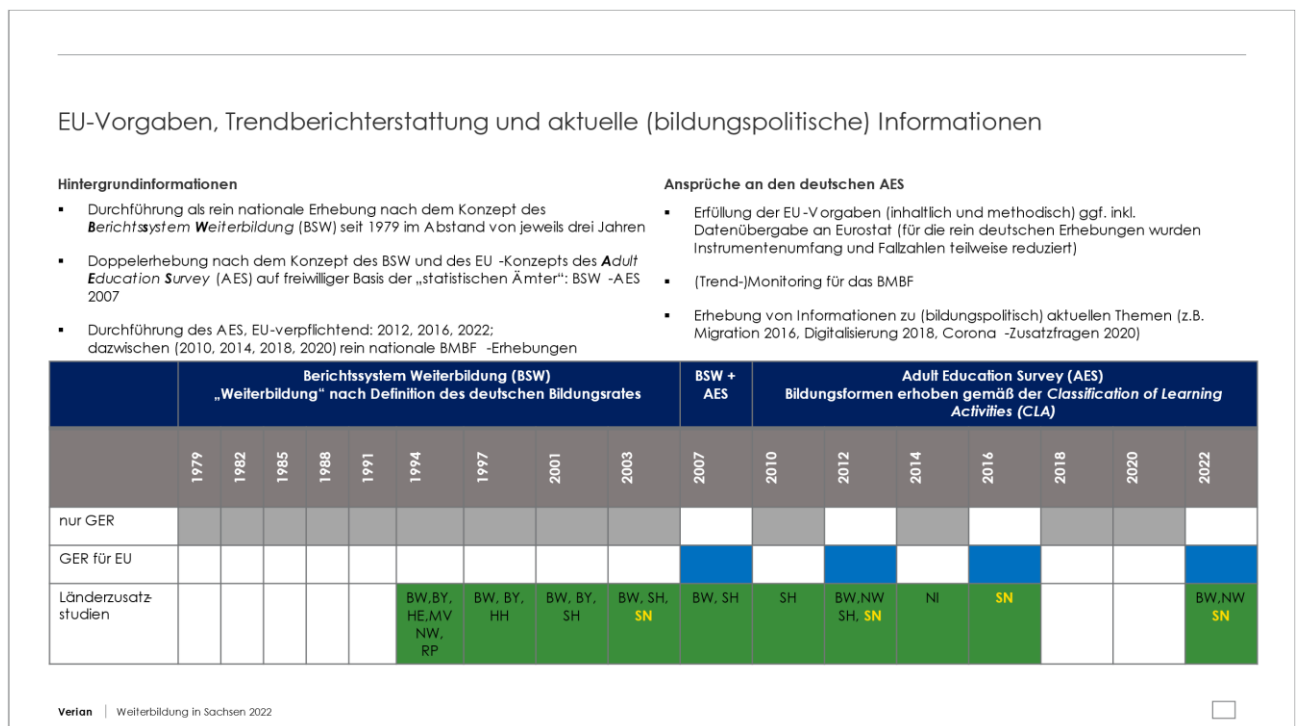 EU-Vorgaben, Trendberichterstattung und aktuelle (bildungspolitische) Informationen
Hintergrundinformationen
▪ Durchführung als rein nationale Erhebung nach dem Konzept des
Berichtssystem Weiterbildung (BSW) seit 1979 im Abstand von jeweils drei Jahren
▪ Doppelerhebung nach dem Konzept des BSW und des EU -Konzepts des Adult
Education Survey (AES) auf freiwilliger Basis der „statistischen Ämter“: BSW -AES
2007
▪ Durchführung des AES, EU-verpflichtend: 2012, 2016, 2022;
dazwischen (2010, 2014, 2018, 2020) rein nationale BMBF -Erhebungen
Ansprüche an den deutschen AES
▪ Erfüllung der EU-Vorgaben (inhaltlich und methodisch) ggf. inkl.
Datenübergabe an Eurostat (für die rein deutschen Erhebungen wurden
Instrumentenumfang und Fallzahlen teilweise reduziert)
▪ (Trend-)Monitoring für das BMBF
▪ Erhebung von Informationen zu (bildungspolitisch) aktuellen Themen (z.B.
Migration 2016, Digitalisierung 2018, Corona -Zusatzfragen 2020)
Berichtssystem Weiterbildung (BSW)
„Weiterbildung“ nach Definition des deutschen Bildungsrates
BSW +
AES
Adult Education Survey (AES)
Bildungsformen erhoben gemäß der Classification of Learning
Activities (CLA)
1979 1982 1985 1988 1991 1994 1997 2001 2003 2007 2010 2012 2014 2016 2018 2020 2022
nur GER
GER für EU
Länderzusatz-
studien
BW,BY,
HE,MV
NW,
RP
BW, BY,
HH
BW, BY,
SH
BW, SH,
SN
BW, SH
SH
BW,NW
SH, SN
NI
SN
BW,NW
SN
Verian | Weiterbildung in Sachsen 2022